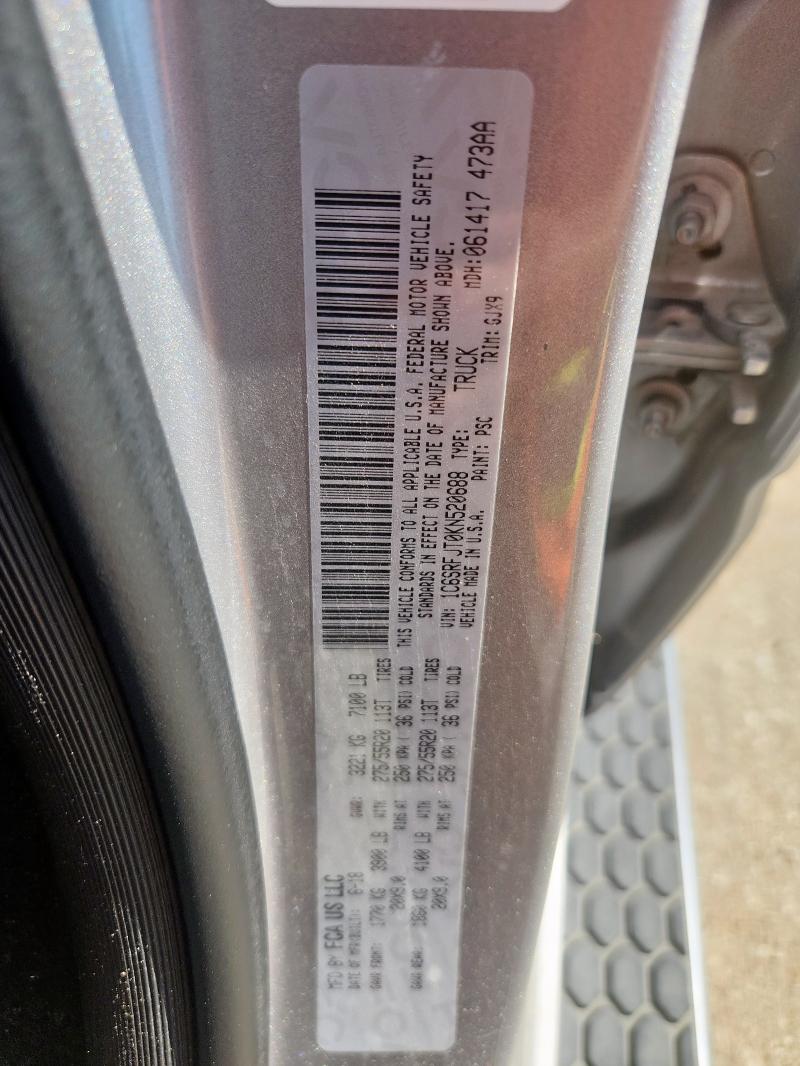 MFD BY FCA US LLC
DATE OF MFR(BUILT): 6-18 GVWR: 3221 KG 7100 LB
GAWR FRONT: 1770 KG 3900 LB WITH 275/55R20 113T TIRES
20X9.0 RIMS AT 250 KPA( 36 PSI) COLD
GAWR REAR: 1860 KG 4100 LB WITH 275/55R20 113T TIRES
20X9.0 RIMS AT 250 KPA( 36 PSI) COLD
THIS VEHICLE CONFORMS TO ALL APPLICABLE U.S.A. FEDERAL MOTOR VEHICLE SAFETY
STANDARDS IN EFFECT ON THE DATE OF MANUFACTURE SHOWN ABOVE.
VIN: 1C6SRFJT0KN520688 TYPE: TRUCK MDH:061417 473AA
VEHICLE MADE IN U.S.A. PAINT: PSC TRIM: GJX9